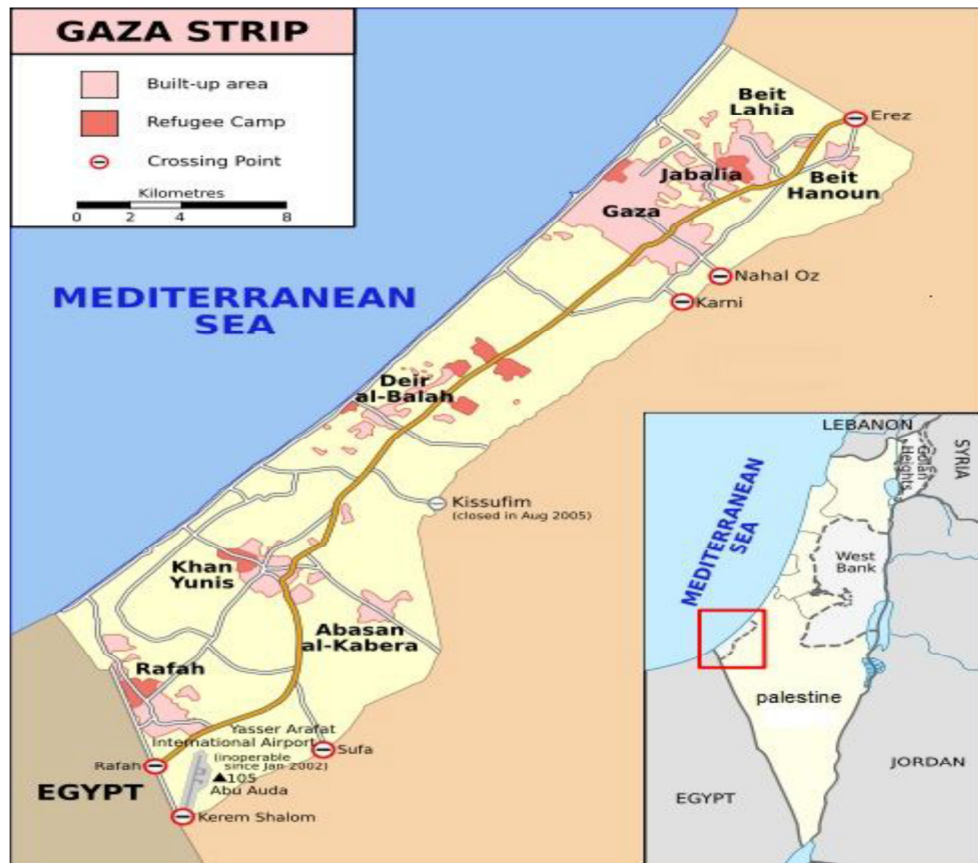 GAZA STRIP
Built-up area
Refugee Camp
Crossing Point
Kilometres
0 2 4 8
MEDITERRANEAN
SEA
Beit
Lahia
Erez
Jabalia
Beit
Hanoun
Gaza
Nahal Oz
Karni
Deir
al-Balah
Kissufim
(closed in Aug 2005)
Khan
Yunis
Abasan
al-Kabera
Rafah
Yasser Arafat
International Airport
(inoperable
since Jan 2002)
Sufa
Rafah
105
Abu Auda
EGYPT
Kerem Shalom
LEBANON
SYRIA
Golan
Heights
MEDITERRANEAN
SEA
West
Bank
palestine
JORDAN
EGYPT